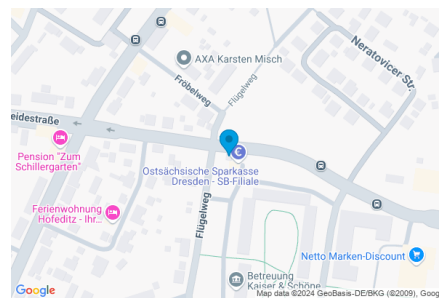 AXA Karsten Misch
Neratovicer Str.
Fröbelweg
Flügelweg
eidestraße
Pension "Zum
Schillergarten"
Ostsächsische Sparkasse
Dresden - SB-Filiale
Ferienwohnung
Hofeditz - Ihr...
Flügelweg
Netto Marken-Discount
Betreuung
Kaiser & Schöne
Google
Map data ©2024 GeoBasis-DE/BKG (©2009), Goog